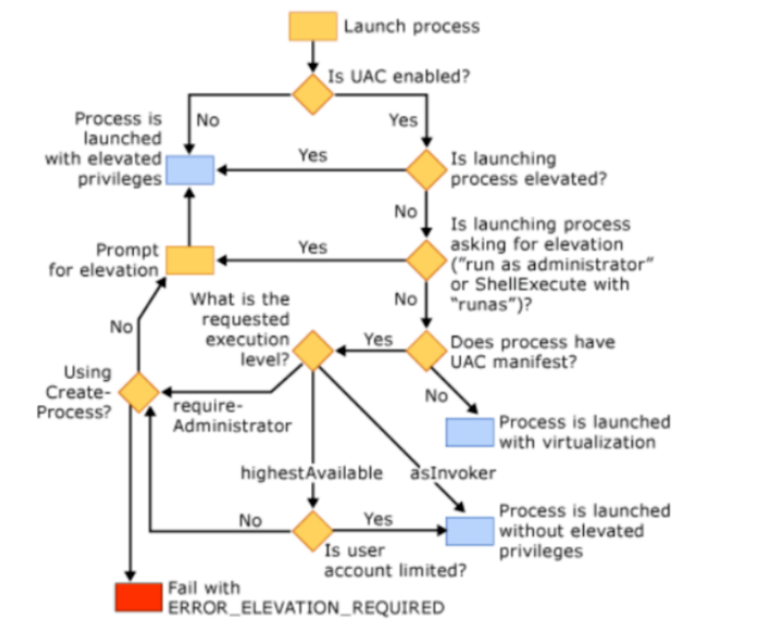 Launch process
Is UAC enabled?
No
Yes
Process is
launched
with elevated
privileges
Yes
Is launching
process elevated?
No
Is launching process
asking for elevation
("run as administrator"
or ShellExecute with
"runas")?
Prompt
for elevation
Yes
No
What is the
requested
execution
level?
Yes
Does process have
UAC manifest?
No
No
Using
Create-
Process?
require-
Administrator
Process is launched
with virtualization
highestAvailable
asInvoker
Process is launched
without elevated
privileges
No
Yes
Is user
account limited?
Fail with
ERROR_ELEVATION_REQUIRED